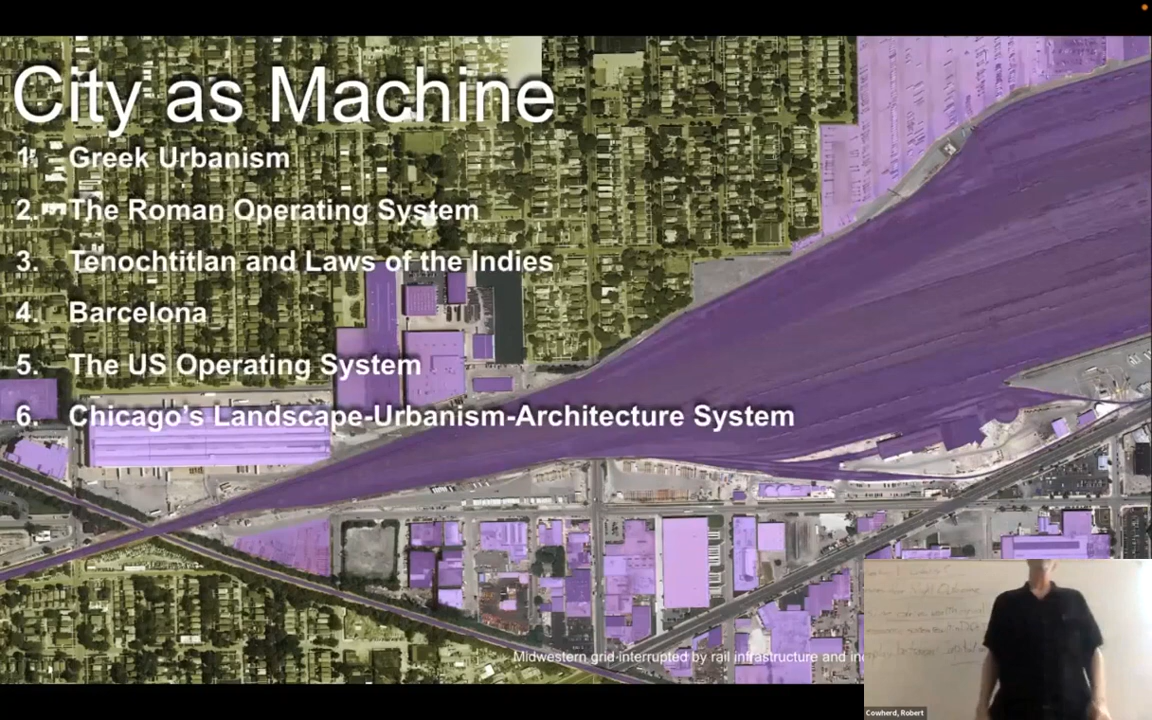 City as Machine
1. Greek Urbanism
2. The Roman Operating System
3. Tenochtitlan and Laws of the Indies
4. Barcelona
5. The US Operating System
6. Chicago's Landscape-Urbanism-Architecture System
Midwestern grid interrupted by rail infrastructure and
Cowherd, Robert